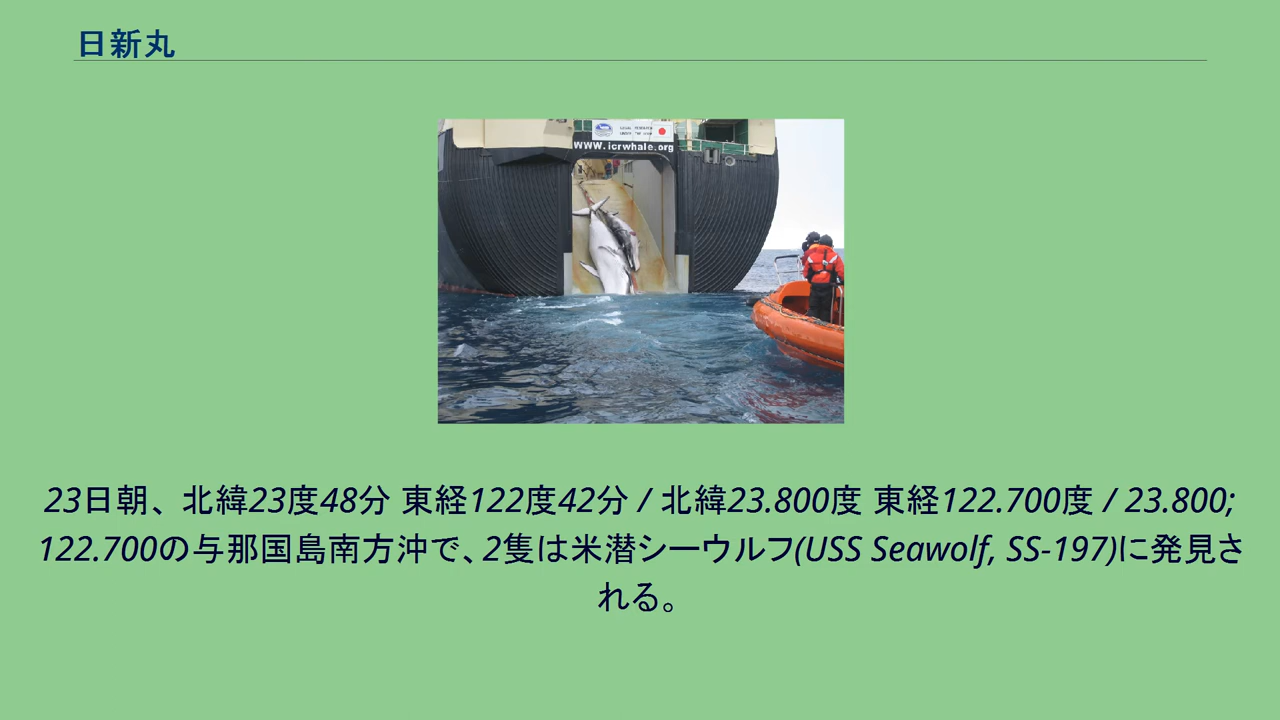 日新丸
WWW.icrwhale.org
23日朝、北緯23度48分 東経122度42分 / 北緯23.800度 東経122.700度 / 23.800;
122.700の与那国島南方沖で、2隻は米潜シーウルフ(USS Seawolf, SS-197)に発見さ
れる。